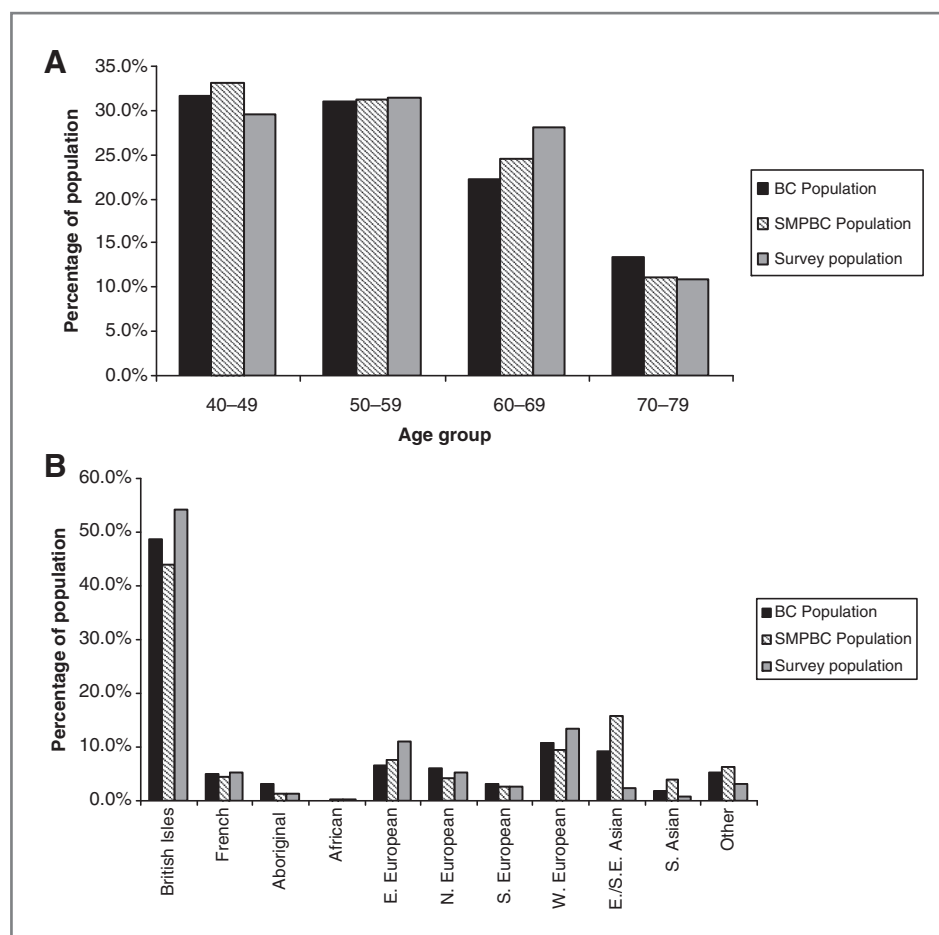 A
35.0%
30.0%
25.0%
20.0%
15.0%
10.0%
5.0%
0.0%
Percentage of population
40–49
50–59
60–69
70–79
Age group
BC Population
SMPBC Population
Survey population
B
60.0%
50.0%
40.0%
30.0%
20.0%
10.0%
0.0%
Percentage of population
British Isles
French
Aboriginal
African
E. European
N. European
S. European
W. European
E./S.E. Asian
S. Asian
Other
BC Population
SMPBC Population
Survey population